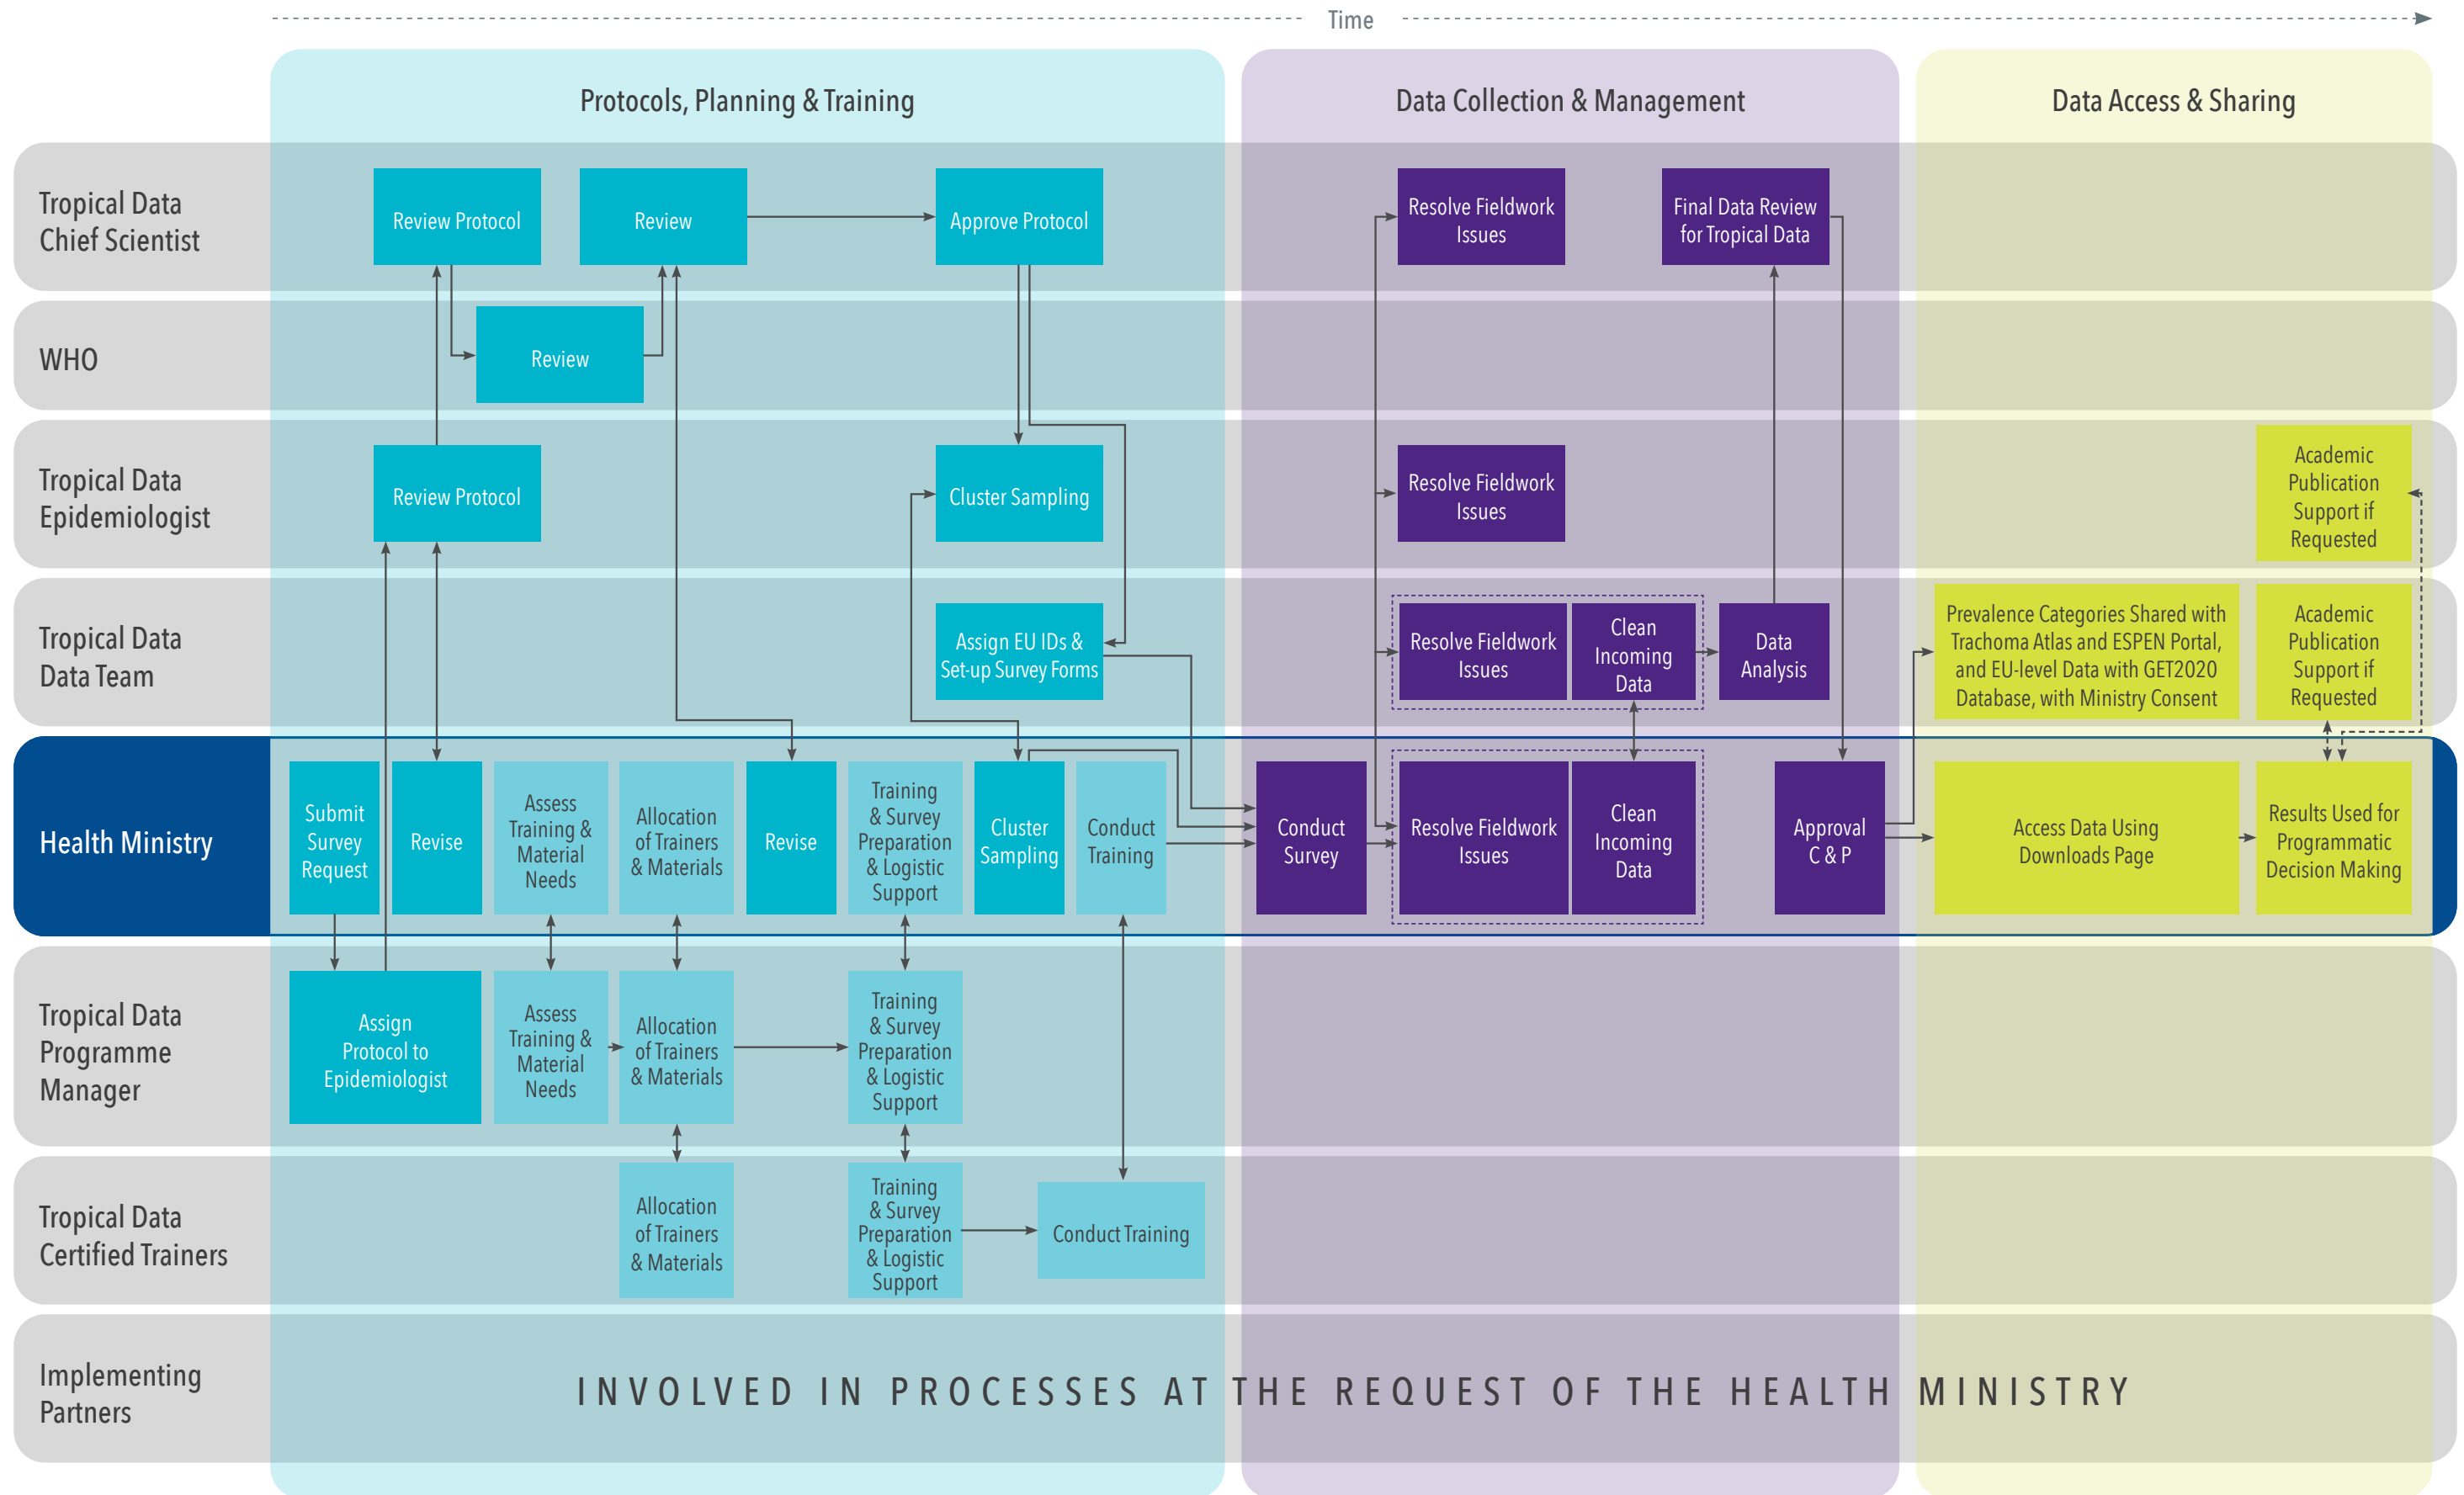 Time
Protocols, Planning & Training
Data Collection & Management
Data Access & Sharing
Tropical Data
Chief Scientist
Review Protocol
Review
Approve Protocol
Resolve Fieldwork
Issues
Final Data Review
for Tropical Data
WHO
Review
Tropical Data
Epidemiologist
Review Protocol
Cluster Sampling
Resolve Fieldwork
Issues
Academic
Publication
Support if
Requested
Tropical Data
Data Team
Assign EU IDs &
Set-up Survey Forms
Resolve Fieldwork
Issues
Clean
Incoming
Data
Data
Analysis
Prevalence Categories Shared with
Trachoma Atlas and ESPEN Portal,
and EU-level Data with GET2020
Database, with Ministry Consent
Academic
Publication
Support if
Requested
Health Ministry
Submit
Survey
Request
Revise
Assess
Training &
Material
Needs
Allocation
of Trainers
& Materials
Revise
Training
& Survey
Preparation
& Logistic
Support
Cluster
Sampling
Conduct
Training
Conduct
Survey
Resolve Fieldwork
Issues
Clean
Incoming
Data
Approval
C & P
Access Data Using
Downloads Page
Results Used for
Programmatic
Decision Making
Tropical Data
Programme
Manager
Assign
Protocol to
Epidemiologist
Assess
Training &
Material
Needs
Allocation
of Trainers
& Materials
Training
& Survey
Preparation
& Logistic
Support
Tropical Data
Certified Trainers
Allocation
of Trainers
& Materials
Training
& Survey
Preparation
& Logistic
Support
Conduct Training
Implementing
Partners
INVOLVED IN PROCESSES AT THE REQUEST OF THE HEALTH MINISTRY